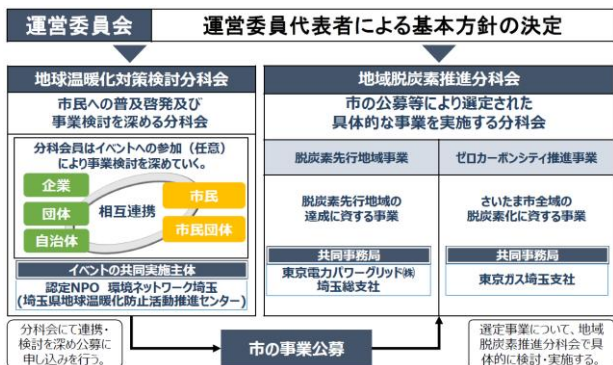 運営委員会
運営委員代表者による基本方針の決定
地球温暖化対策検討分科会
市民への普及啓発及び
事業検討を深める分科会
分科会員はイベントへの参加（任意）
により事業検討を深めていく。
企業
団体
自治体
相互連携
市民
市民団体
イベントの共同実施主体
認定NPO 環境ネットワーク埼玉
(埼玉県地球温暖化防止活動推進センター)
地域脱炭素推進分科会
市の公募等により選定された
具体的な事業を実施する分科会
脱炭素先行地域事業
脱炭素先行地域の
達成に資する事業
共同事務局
東京電力パワーグリッド㈱
埼玉総支社
ゼロカーボンシティ推進事業
さいたま市全域の
脱炭素化に資する事業
共同事務局
東京ガス埼玉支社
分科会にて連携・
検討を深め公募に
申し込みを行う。
市の事業公募
選定事業について、地域
脱炭素推進分科会で具
体的に検討・実施する。